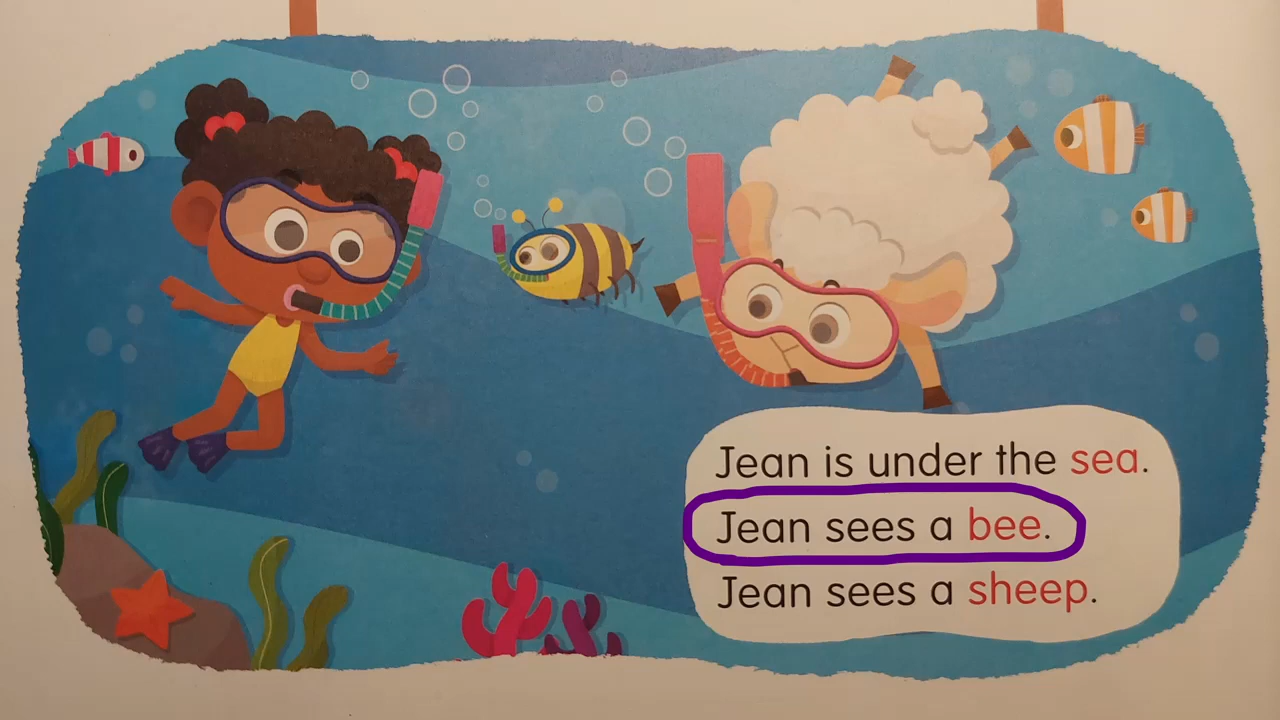 Jean is under the sea.
Jean sees a bee.
Jean sees a sheep.